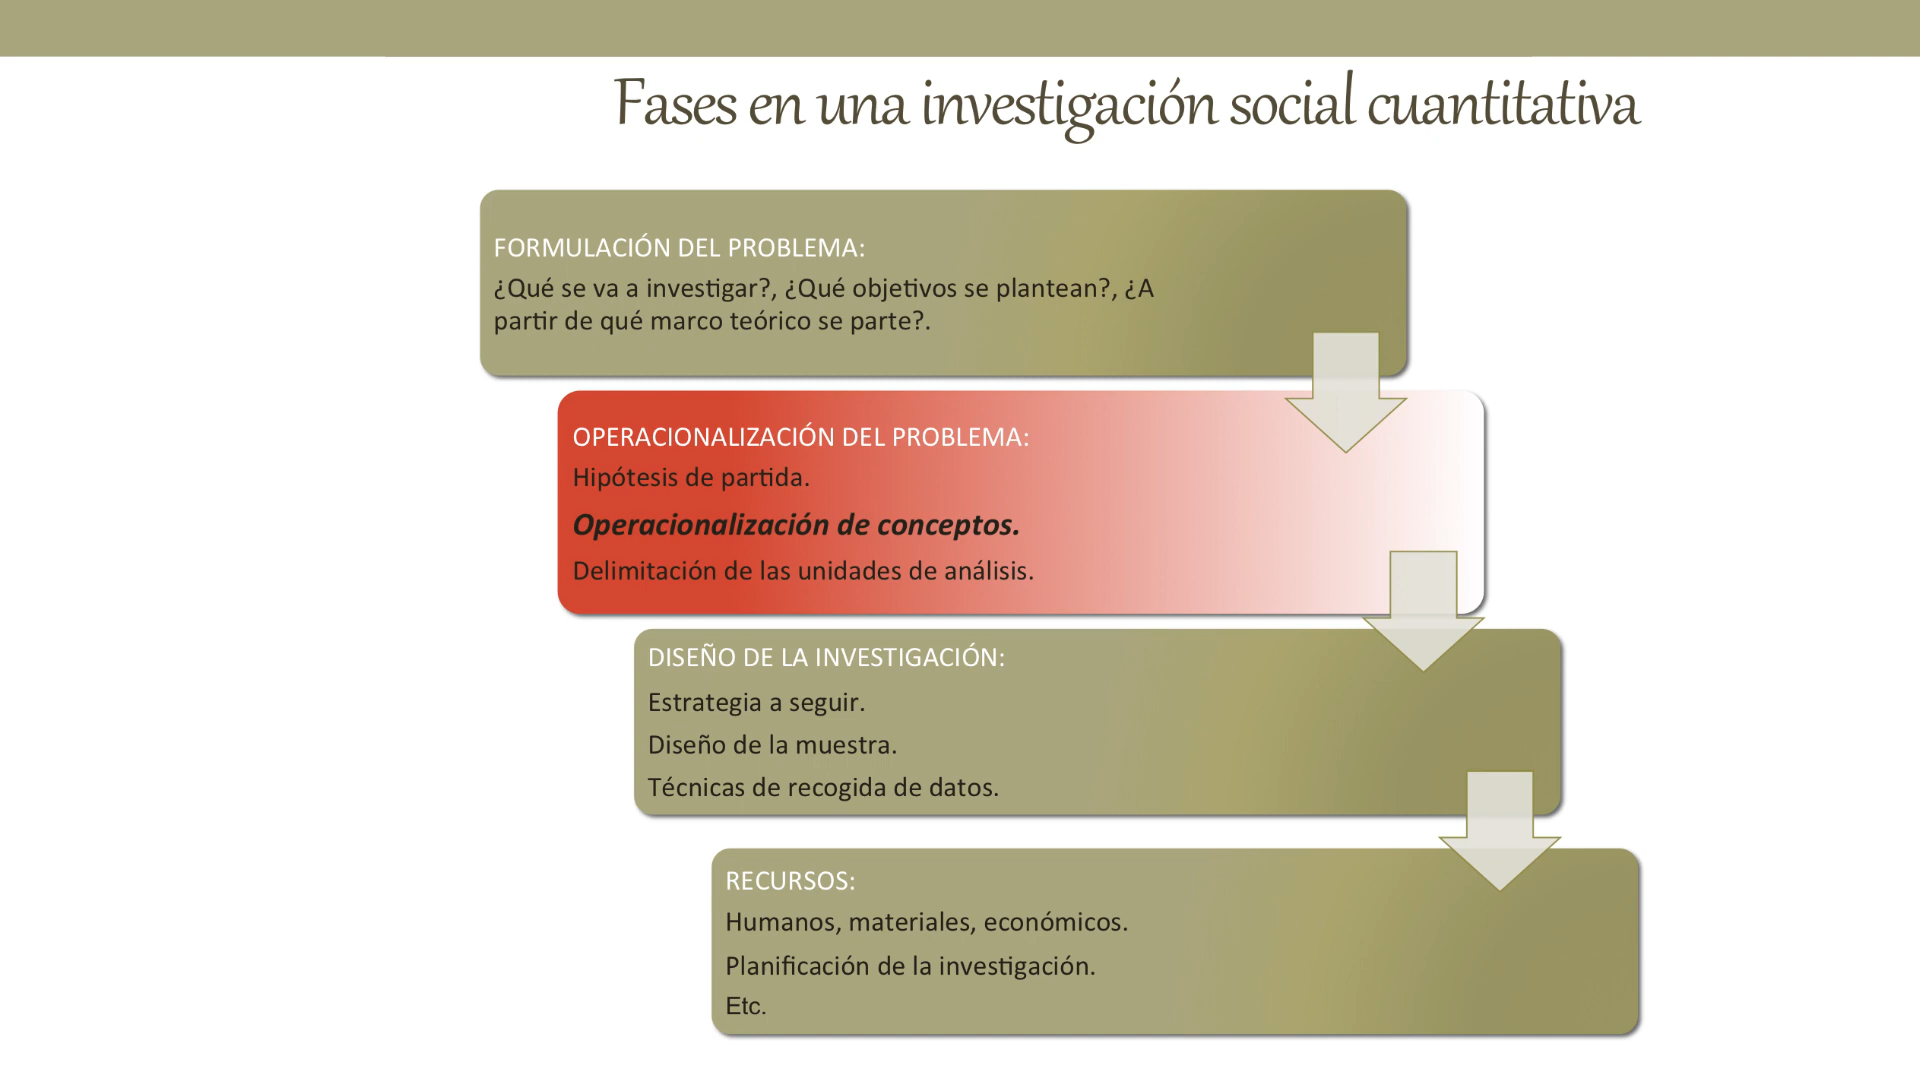 Fases en una investigación social cuantitativa
FORMULACIÓN DEL PROBLEMA:
¿Qué se va a investigar?, ¿Qué objetivos se plantean?, ¿A
partir de qué marco teórico se parte?.
OPERACIONALIZACIÓN DEL PROBLEMA:
Hipótesis de partida.
Operacionalización de conceptos.
Delimitación de las unidades de análisis.
DISEÑO DE LA INVESTIGACIÓN:
Estrategia a seguir.
Diseño de la muestra.
Técnicas de recogida de datos.
RECURSOS:
Humanos, materiales, económicos.
Planificación de la investigación.
Etc.